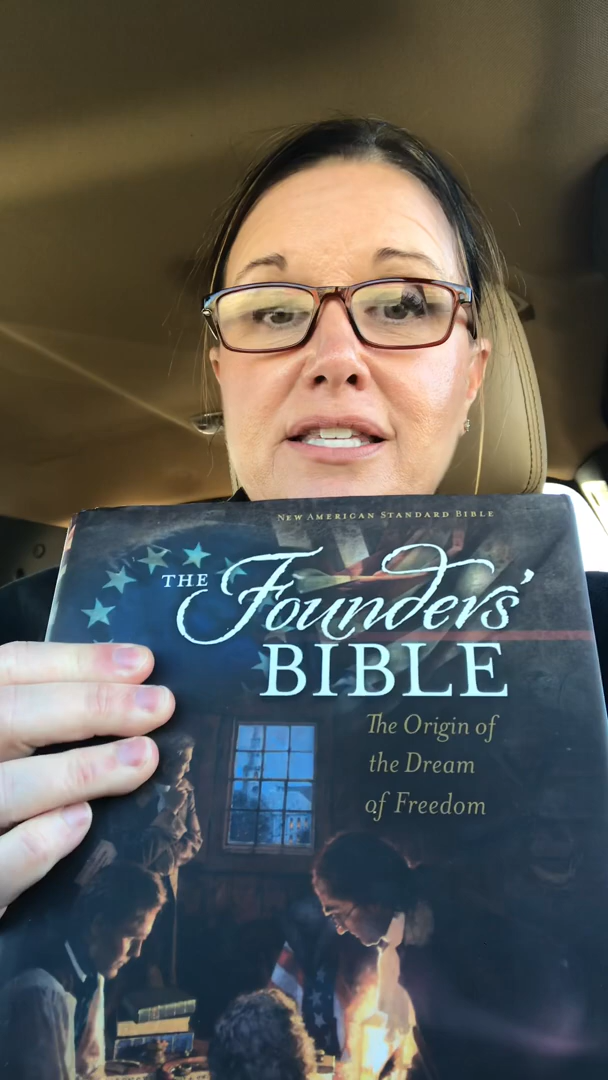 NEW AMERICAN STANDARD BIBLE
THE Founders'
BIBLE
The Origin of
the Dream
of Freedom